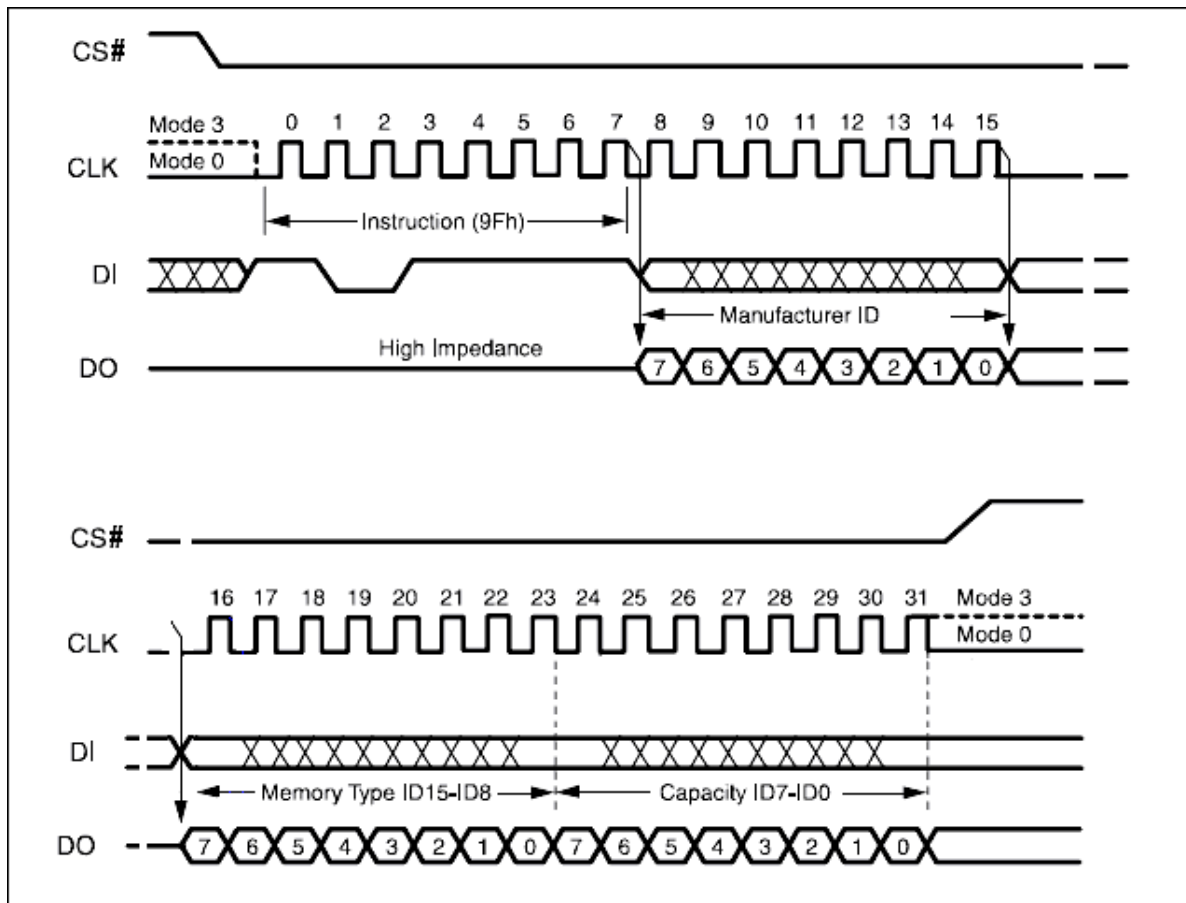 CS#
Mode 3
0 1 2 3 4 5 6 7 8 9 10 11 12 13 14 15
Mode 0
CLK
Instruction (9Fh)
DI
Manufacturer ID
High Impedance
DO
7 6 5 4 3 2 1 0
CS#
16 17 18 19 20 21 22 23 24 25 26 27 28 29 30 31
Mode 3
CLK
Mode 0
DI
Memory Type ID15-ID8
Capacity ID7-ID0
DO
7 6 5 4 3 2 1 0 7 6 5 4 3 2 1 0